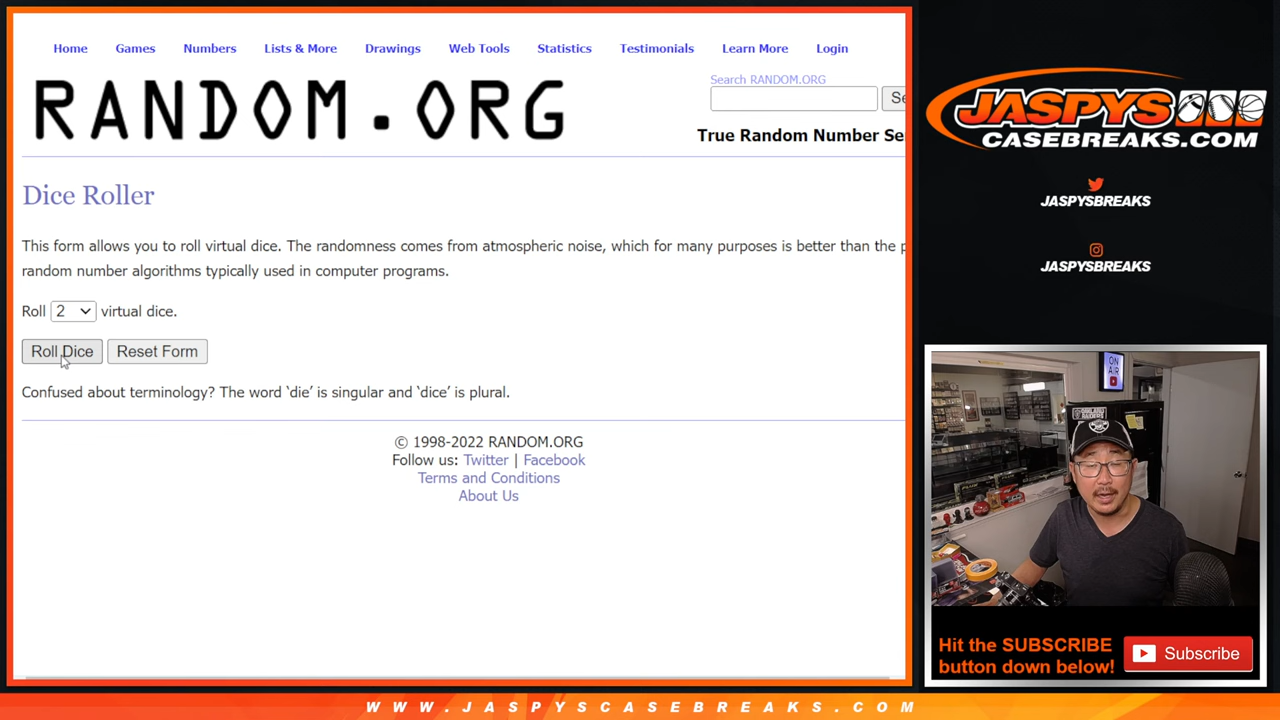 Home Games Numbers Lists & More Drawings Web Tools Statistics Testimonials Learn More Login
RANDOM.ORG
Search RANDOM.ORG
Se
True Random Number Se
Dice Roller
This form allows you to roll virtual dice. The randomness comes from atmospheric noise, which for many purposes is better than the p
random number algorithms typically used in computer programs.
Roll 2 virtual dice.
Roll Dice Reset Form
Confused about terminology? The word ‘die’ is singular and ‘dice’ is plural.
© 1998-2022 RANDOM.ORG
Follow us: Twitter | Facebook
Terms and Conditions
About Us
JASPYS
CASEBREAKS.COM
JASPYSBREAKS
JASPYSBREAKS
ON
AIR
Hit the SUBSCRIBE
button down below!
Subscribe
WWW.JASPYSCASEBREAKS.COM